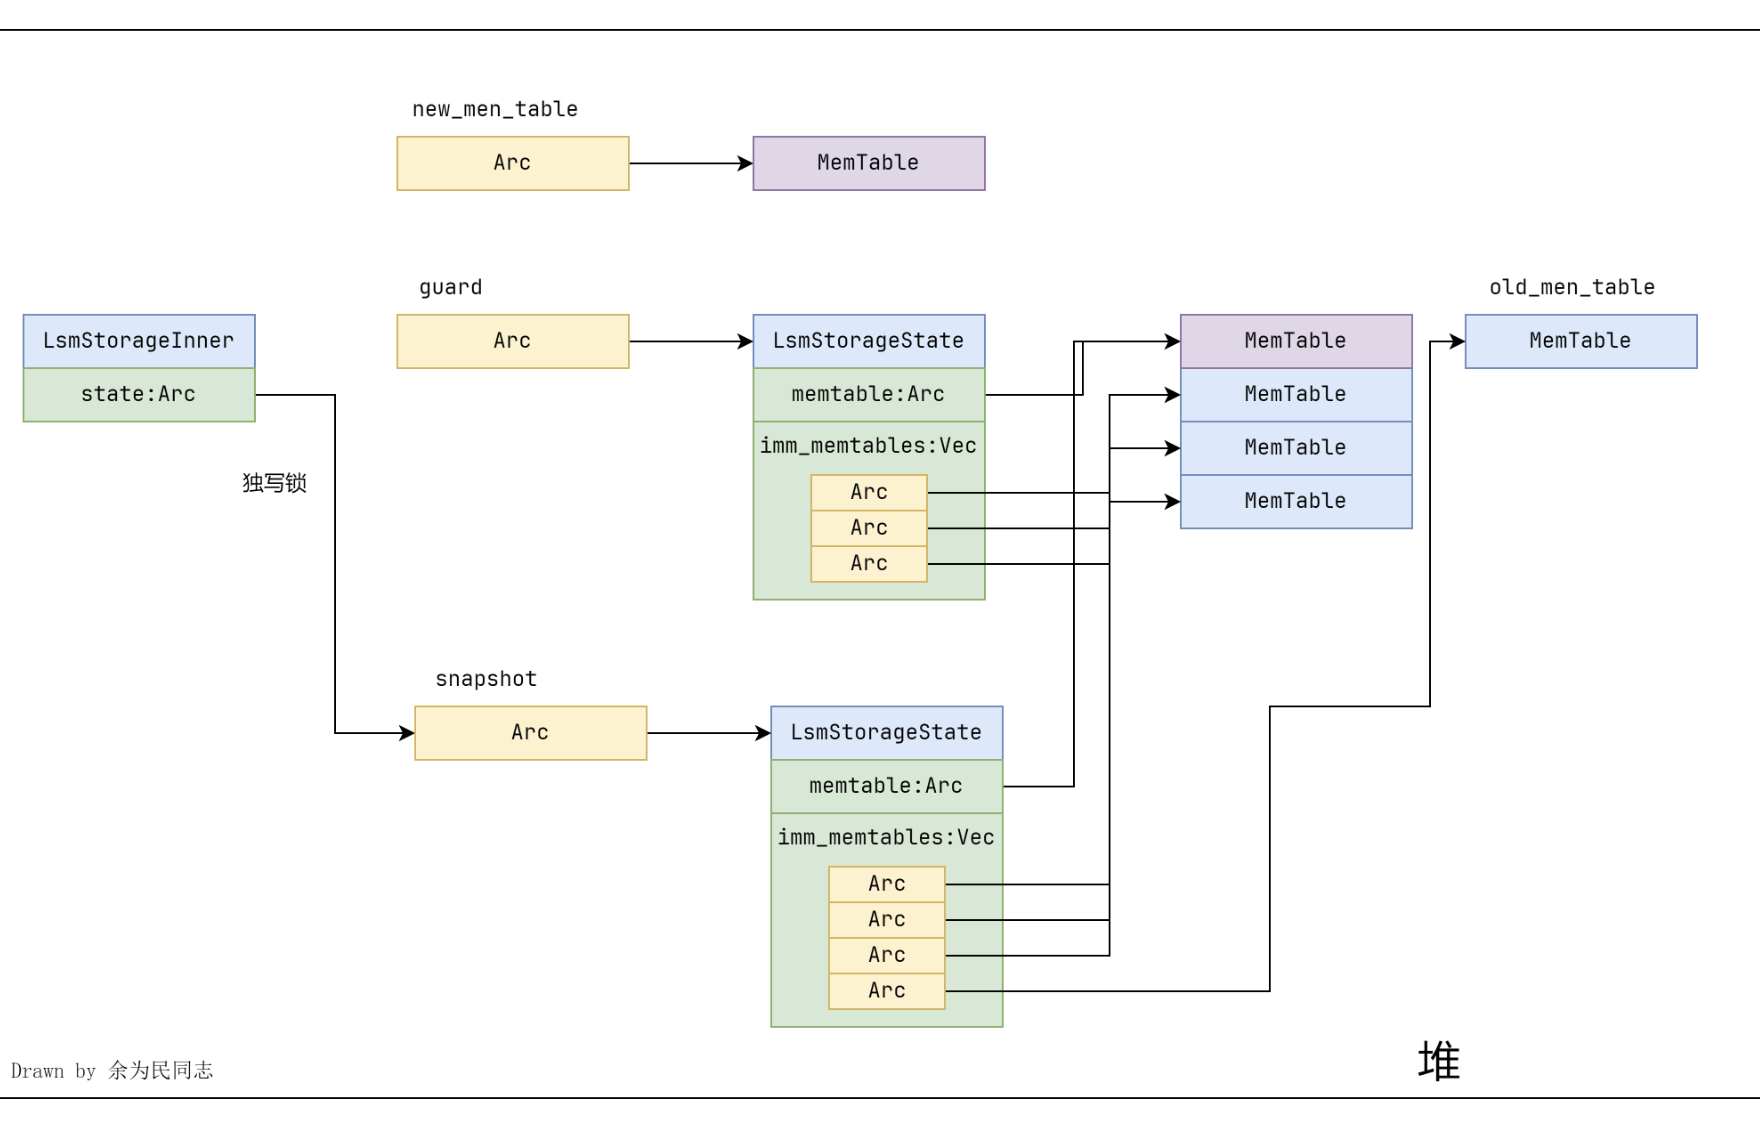 new_men_table
Arc
MemTable
guard
old_men_table
LsmStorageInner
Arc
LsmStorageState
MemTable
MemTable
state:Arc
memtable:Arc
MemTable
imm_memtables:Vec
MemTable
独写锁
Arc
MemTable
Arc
Arc
snapshot
Arc
LsmStorageState
memtable:Arc
imm_memtables:Vec
Arc
Arc
Arc
Arc
堆
Drawn by 余为民同志